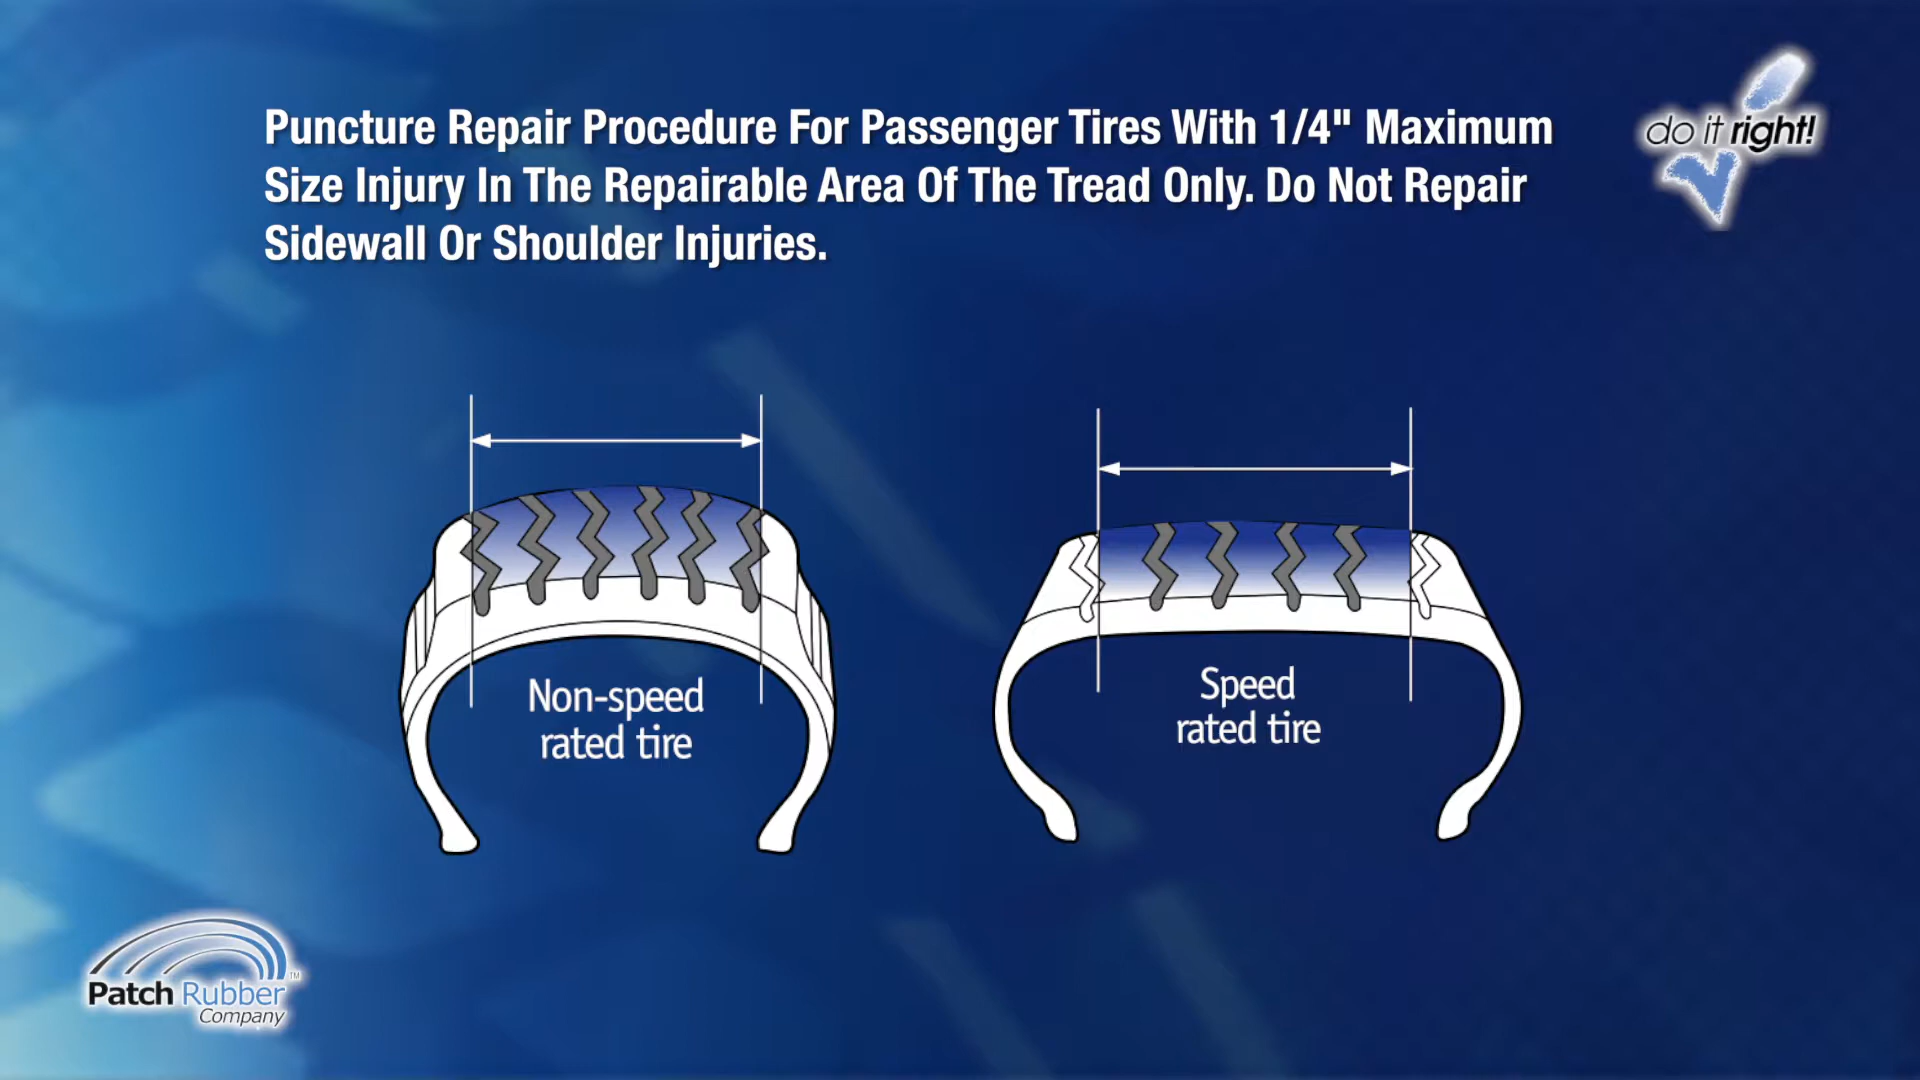 Puncture Repair Procedure For Passenger Tires With 1/4" Maximum
Size Injury In The Repairable Area Of The Tread Only. Do Not Repair
Sidewall Or Shoulder Injuries.
do it right!
Non-speed
rated tire
Speed
rated tire
Patch Rubber™
Company